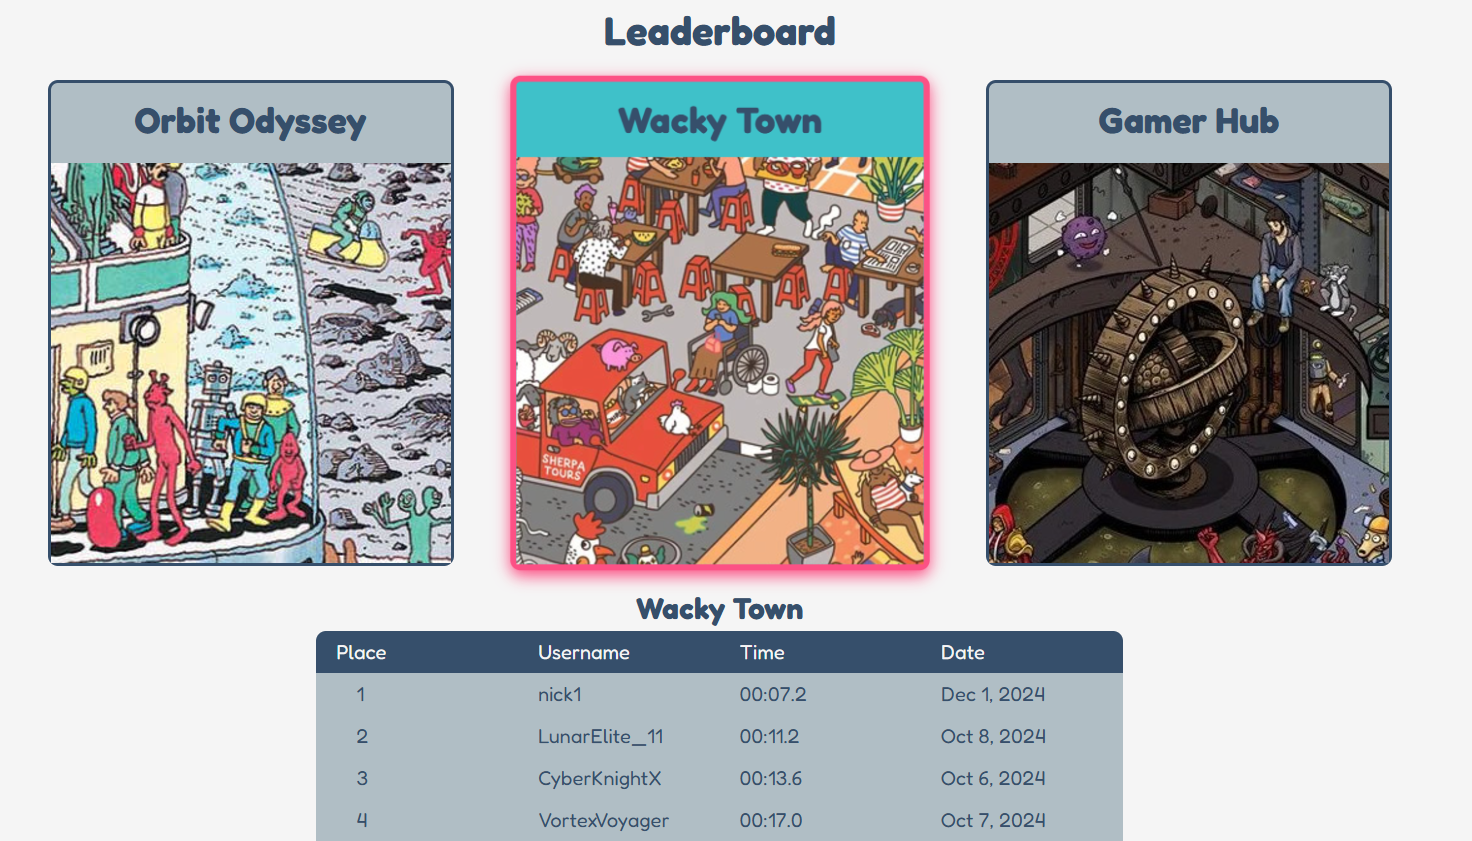 Leaderboard
Orbit Odyssey
Wacky Town
Gamer Hub
SHERPA
TOURS
Wacky Town
Place Username Time Date
1 nick1 00:07.2 Dec 1, 2024
2 LunarElite_11 00:11.2 Oct 8, 2024
3 CyberKnightX 00:13.6 Oct 6, 2024
4 VortexVoyager 00:17.0 Oct 7, 2024